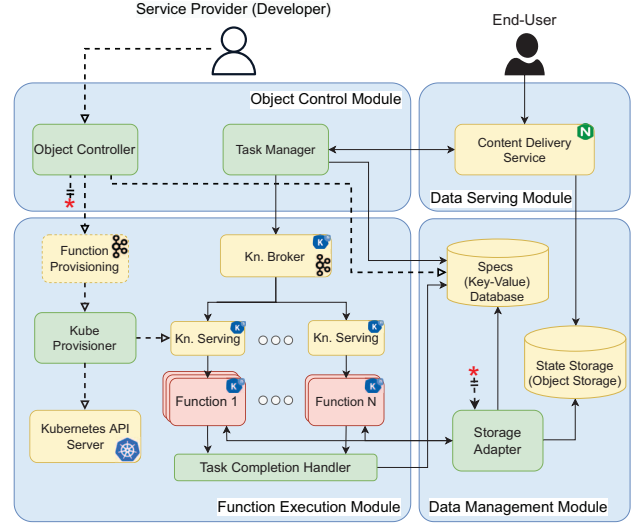 Service Provider (Developer)
End-User
Object Control Module
Object Controller
Task Manager
Content Delivery
Service
Data Serving Module
*
Function
Provisioning
Kn. Broker
Specs
(Key-Value)
Database
Kube
Provisioner
Kn. Serving
Kn. Serving
State Storage
(Object Storage)
*
Function 1
Function N
Kubernetes API
Server
Storage
Adapter
Task Completion Handler
Function Execution Module
Data Management Module